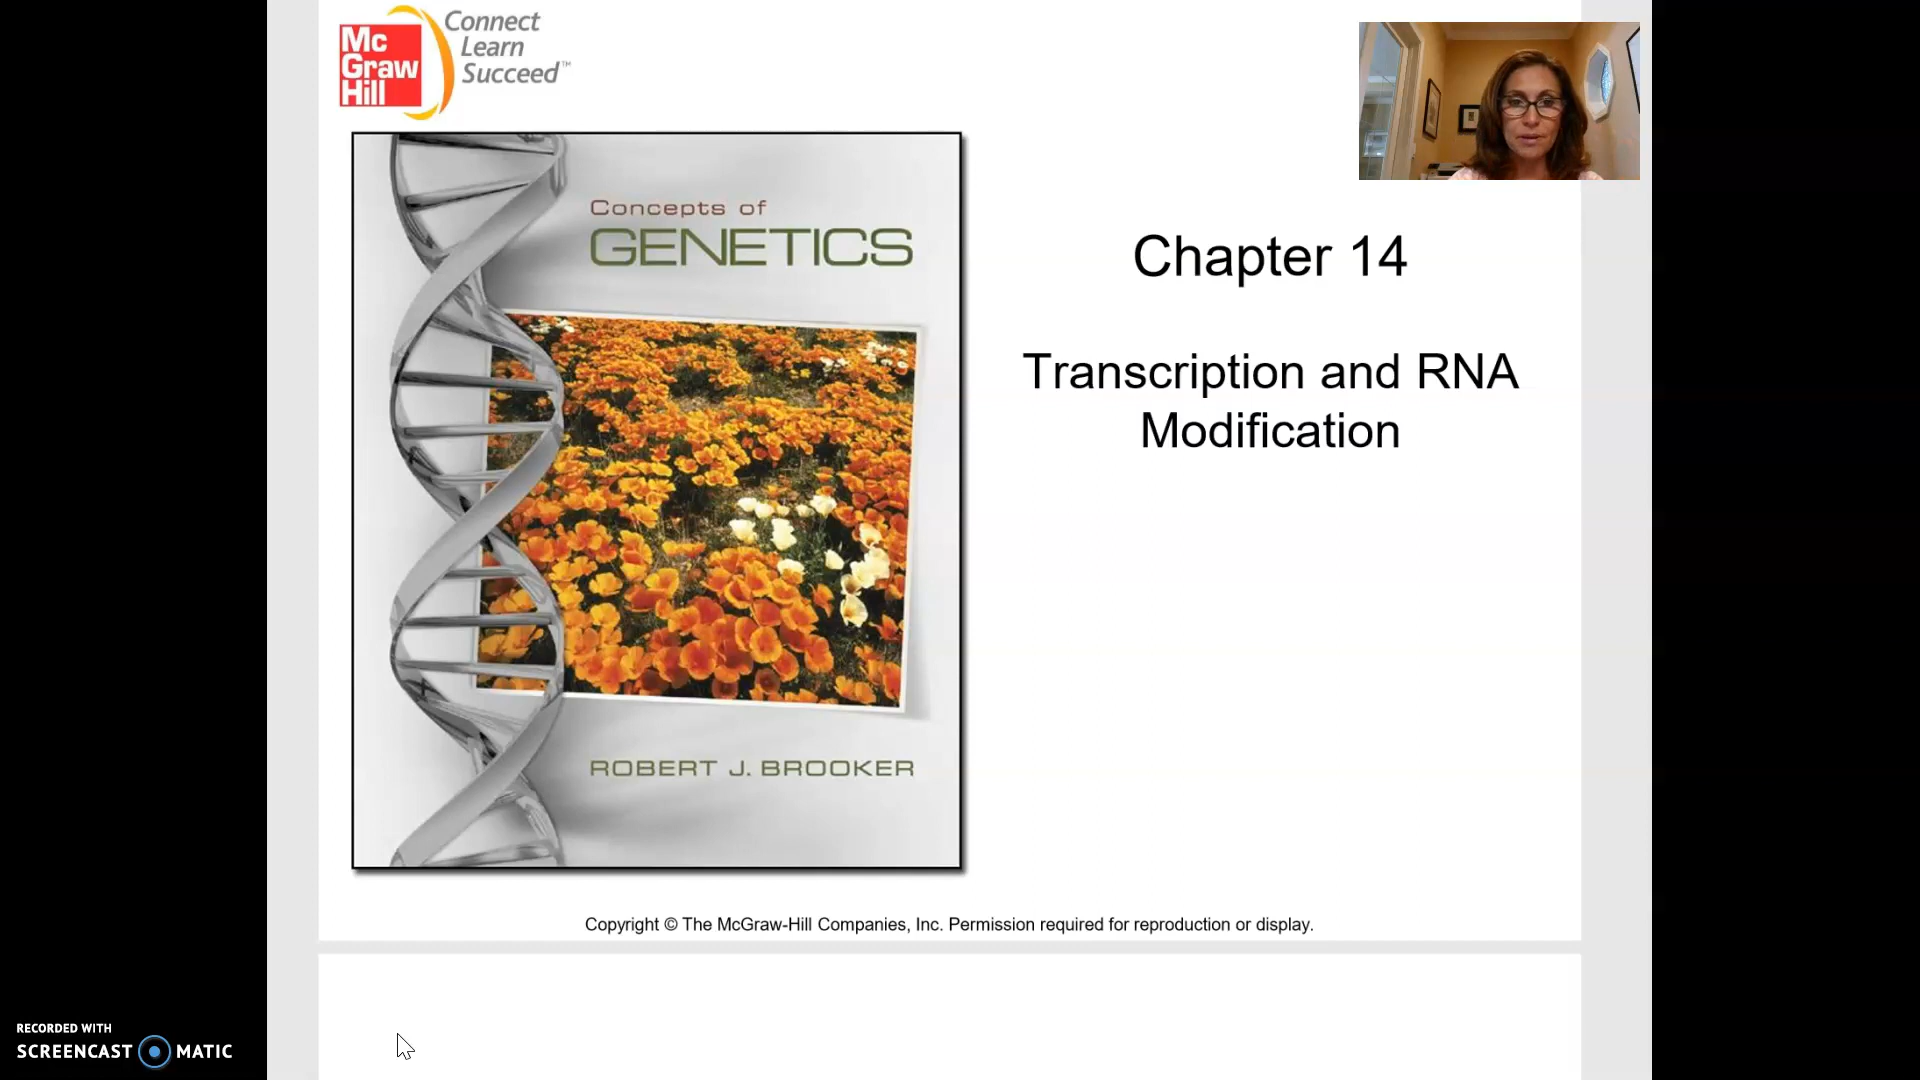 Mc
Graw
Hill
Connect
Learn
Succeed™
Concepts of
GENETICS
ROBERT J. BROOKER
Chapter 14
Transcription and RNA
Modification
Copyright © The McGraw-Hill Companies, Inc. Permission required for reproduction or display.
RECORDED WITH
SCREENCAST MATIC